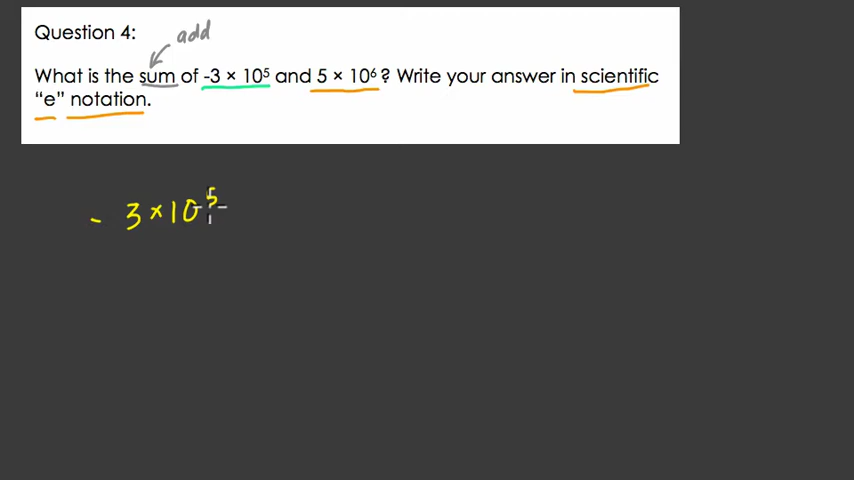 Question 4:
add
What is the sum of -3 × 10⁵ and 5 × 10⁶? Write your answer in scientific
“e” notation.
- 3 × 10⁵